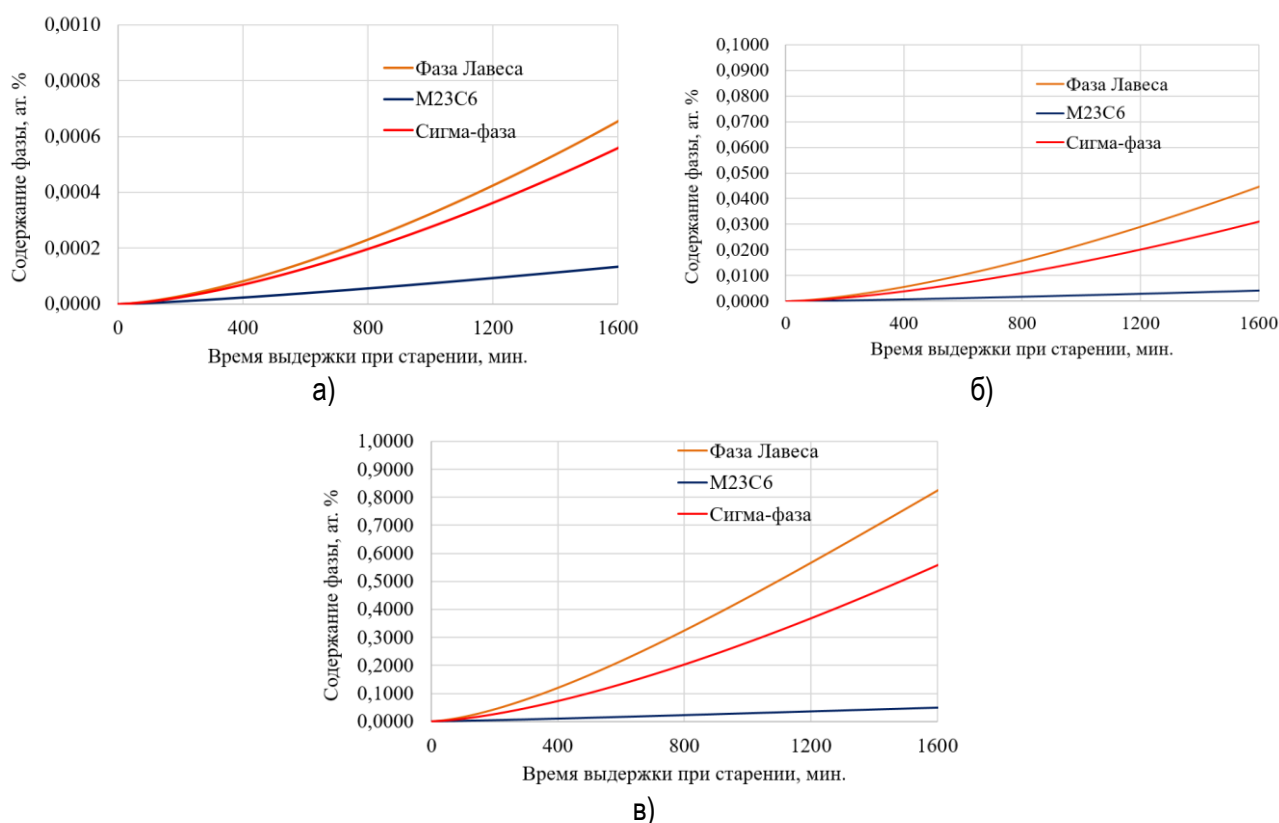 0,0010
0,0008
0,0006
0,0004
0,0002
0,0000
Содержание фазы, ат. %
Фаза Лавеса
М23С6
Сигма-фаза
0 400 800 1200 1600
Время выдержки при старении, мин.
а)
0,1000
0,0900
0,0800
0,0700
0,0600
0,0500
0,0400
0,0300
0,0200
0,0100
0,0000
Содержание фазы, ат. %
Фаза Лавеса
М23С6
Сигма-фаза
0 400 800 1200 1600
Время выдержки при старении, мин.
б)
1,0000
0,9000
0,8000
0,7000
0,6000
0,5000
0,4000
0,3000
0,2000
0,1000
0,0000
Содержание фазы, ат. %
Фаза Лавеса
М23С6
Сигма-фаза
0 400 800 1200 1600
Время выдержки при старении, мин.
в)